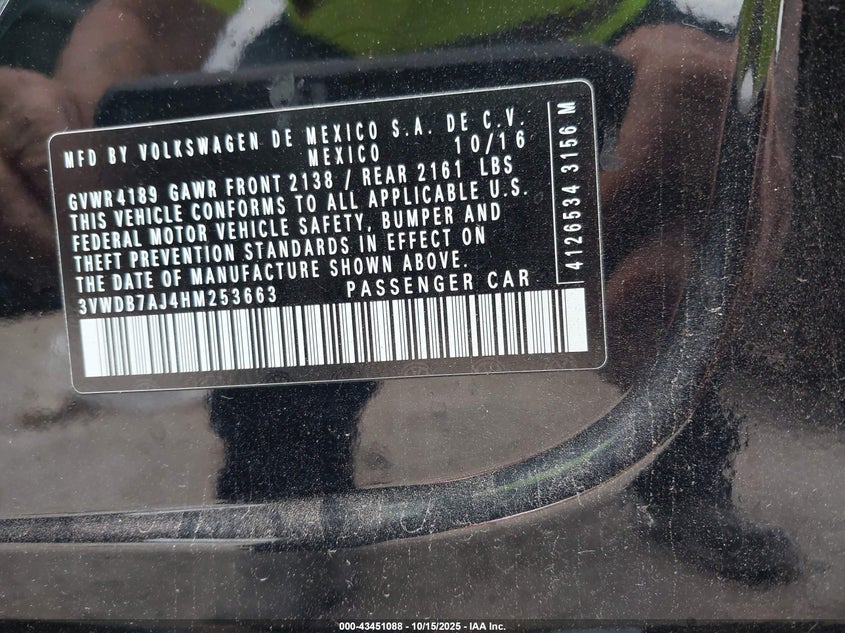 MFD BY VOLKSWAGEN DE MEXICO S.A. DE C.V.
MEXICO 10/16
GVWR 4189 GAWR FRONT 2138 / REAR 2161 LBS
THIS VEHICLE CONFORMS TO ALL APPLICABLE U.S.
FEDERAL MOTOR VEHICLE SAFETY, BUMPER AND
THEFT PREVENTION STANDARDS IN EFFECT ON
THE DATE OF MANUFACTURE SHOWN ABOVE.
3VWDB7AJ4HM253663 PASSENGER CAR
4126534 3156 M
000-43451088 - 10/15/2025 - IAA Inc.